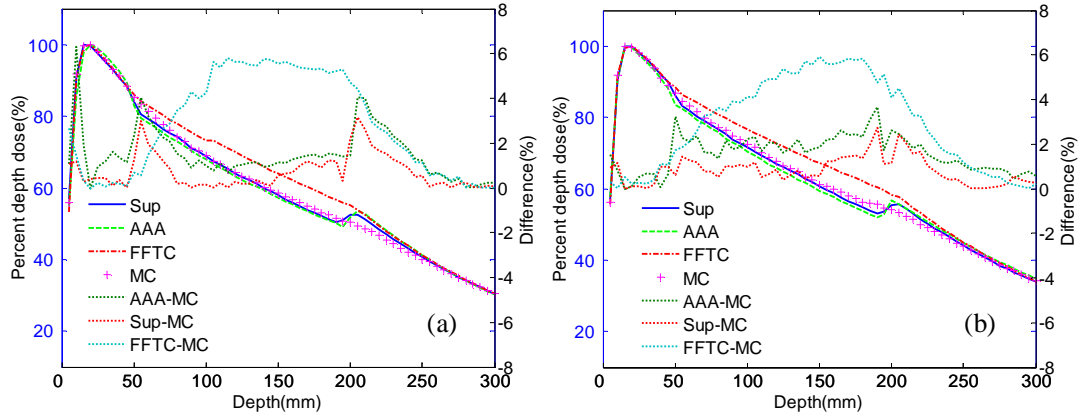 8
100
6
80
4
2
60
0
40
-2
-4
20
-6
-8
Percent depth dose(%)
Difference(%)
Sup
AAA
FFTC
MC
AAA-MC
Sup-MC
FFTC-MC
(a)
0 50 100 150 200 250 300
Depth(mm)
8
100
6
80
4
2
60
0
40
-2
-4
20
-6
-8
Percent depth dose(%)
Difference(%)
Sup
AAA
FFTC
MC
AAA-MC
Sup-MC
FFTC-MC
(b)
0 50 100 150 200 250 300
Depth(mm)